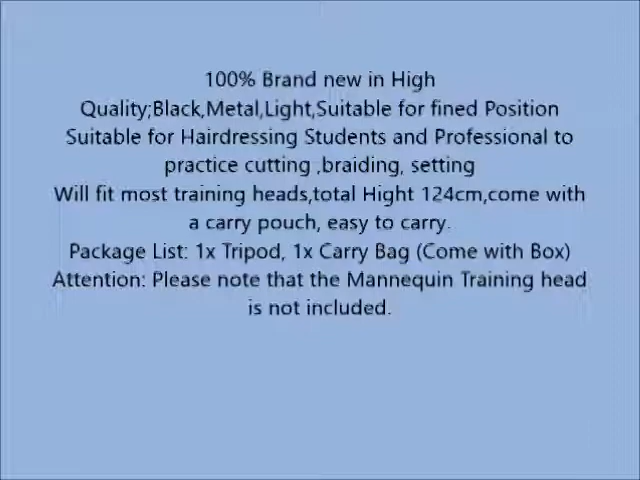 100% Brand new in High
Quality;Black,Metal,Light,Suitable for fined Position
Suitable for Hairdressing Students and Professional to
practice cutting ,braiding, setting
Will fit most training heads,total Hight 124cm,come with
a carry pouch, easy to carry.
Package List: 1x Tripod, 1x Carry Bag (Come with Box)
Attention: Please note that the Mannequin Training head
is not included.